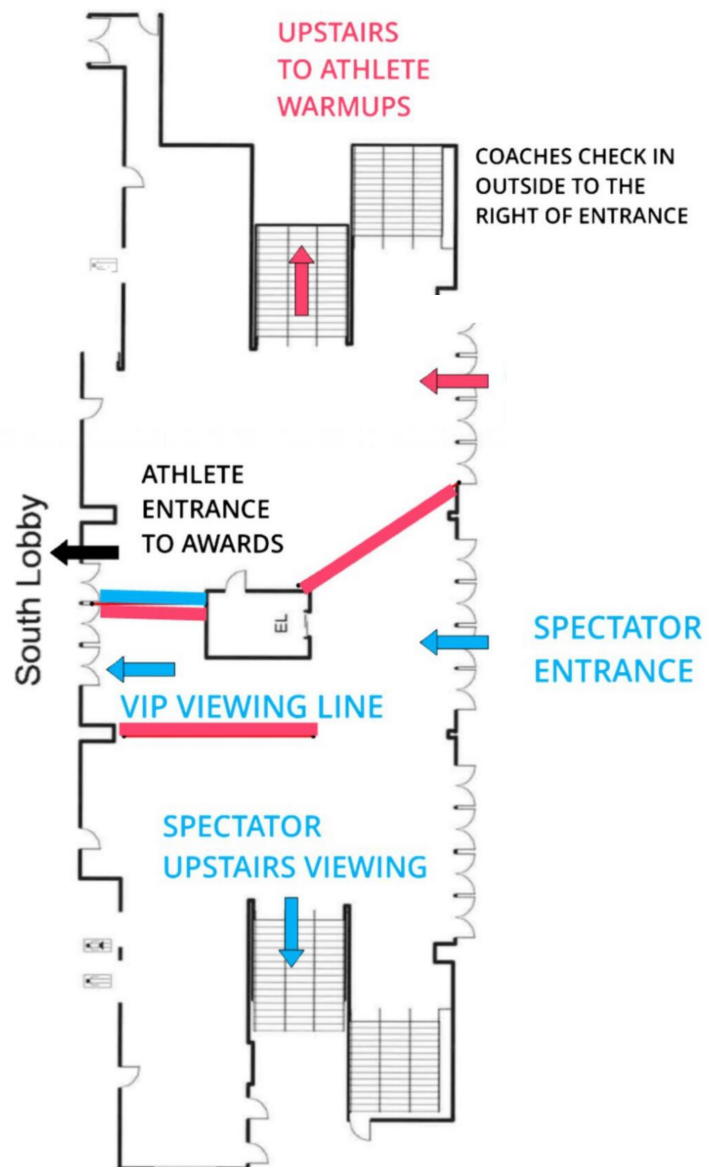 UPSTAIRS
TO ATHLETE
WARMUPS
COACHES CHECK IN
OUTSIDE TO THE
RIGHT OF ENTRANCE
ATHLETE
ENTRANCE
TO AWARDS
South Lobby
EL
SPECTATOR
ENTRANCE
VIP VIEWING LINE
SPECTATOR
UPSTAIRS VIEWING